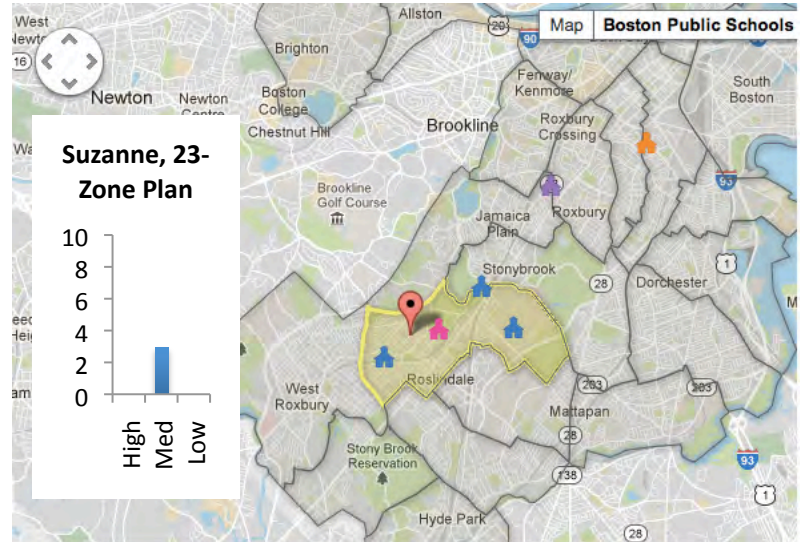 West
Allston
20
90
Map
Boston Public Schools
16
Brighton
Newton
Newton
Centre
Boston
College
Chestnut Hill
Fenway/
Kenmore
South
Boston
Brookline
Roxbury
Crossing
93
Suzanne, 23-
Zone Plan
Brookline
Golf Course
Jamaica
Plain
Roxbury
1
10
8
6
4
2
0
High
Med
Low
Stonybrook
28
Dorchester
West
Roxbury
Roslindale
203
203
Mattapan
28
Stony Brook
Reservation
138
93
1
Hyde Park
28